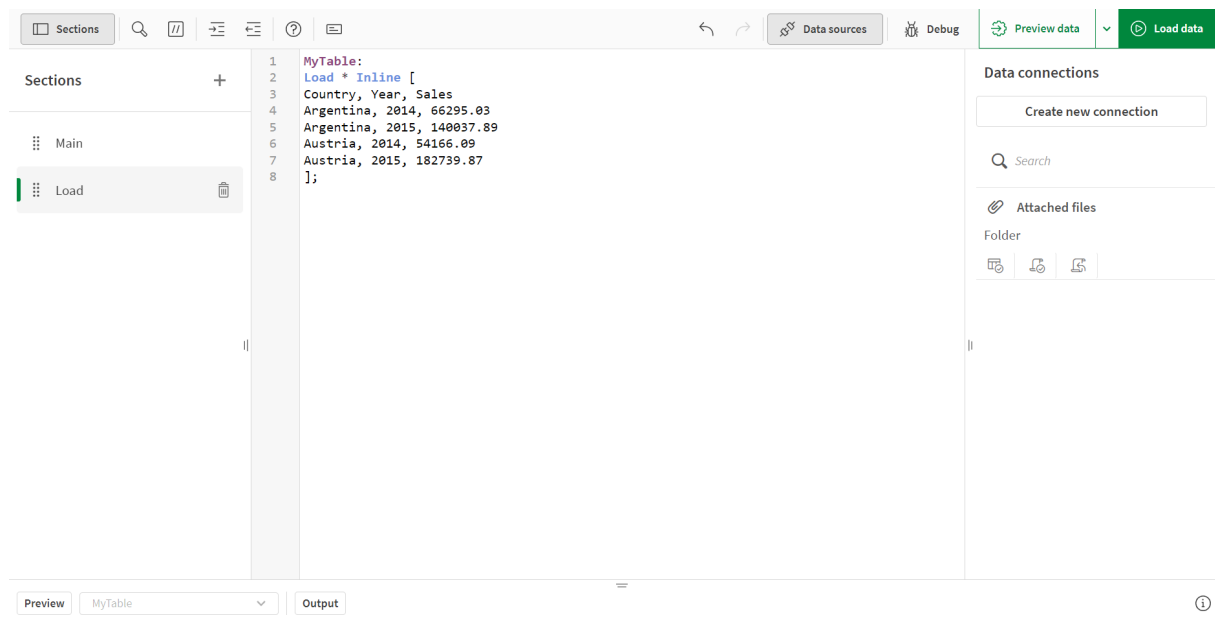 Sections
Data sources
Debug
Preview data
Load data
Sections
Main
Load
1 MyTable:
2 Load * Inline [
3 Country, Year, Sales
4 Argentina, 2014, 66295.03
5 Argentina, 2015, 140037.89
6 Austria, 2014, 54166.09
7 Austria, 2015, 182739.87
8 ];
Data connections
Create new connection
Search
Attached files
Folder
Preview
MyTable
Output